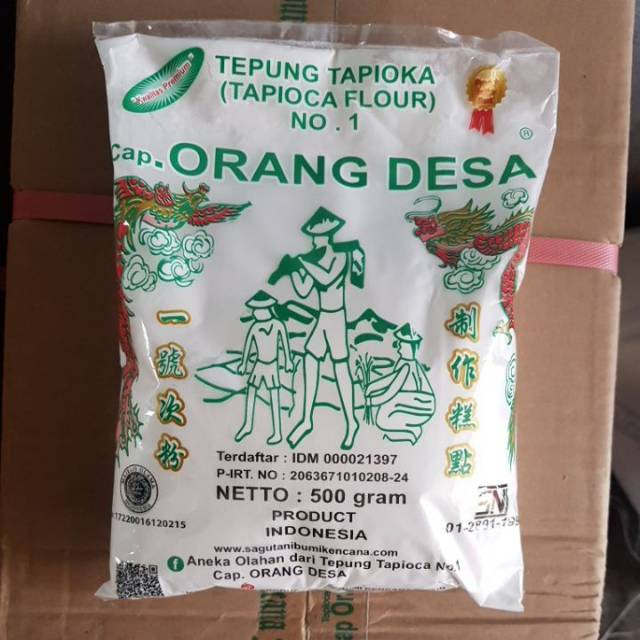 Kualitas Premium
TEPUNG TAPIOKA
(TAPIOCA FLOUR)
NO . 1
®
Cap. ORANG DESA
一號次粉
制作糕點
Terdaftar : IDM 000021397
P-IRT. NO : 2063671010208-24
NETTO : 500 gram
PRODUCT
INDONESIA
SNI
17220016120215
www.sagutanibumikencana.com
Aneka Olahan dari Tepung Tapioca No.1
Cap. ORANG DESA